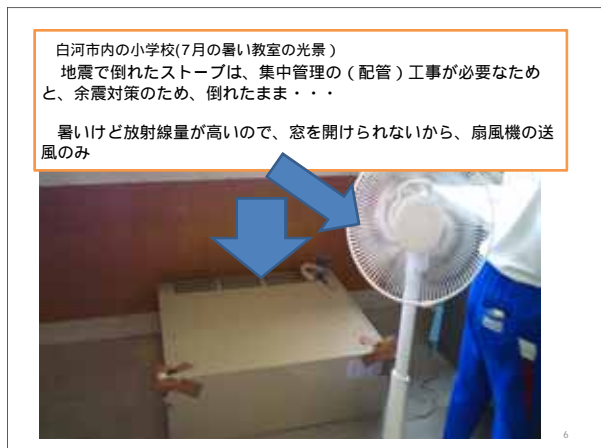 白河市内の小学校(7月の暑い教室の光景)
地震で倒れたストーブは、集中管理の(配管)工事が必要なため
と、余震対策のため、倒れたまま・・・
暑いけど放射線量が高いので、窓を開けられないから、扇風機の送
風のみ
6